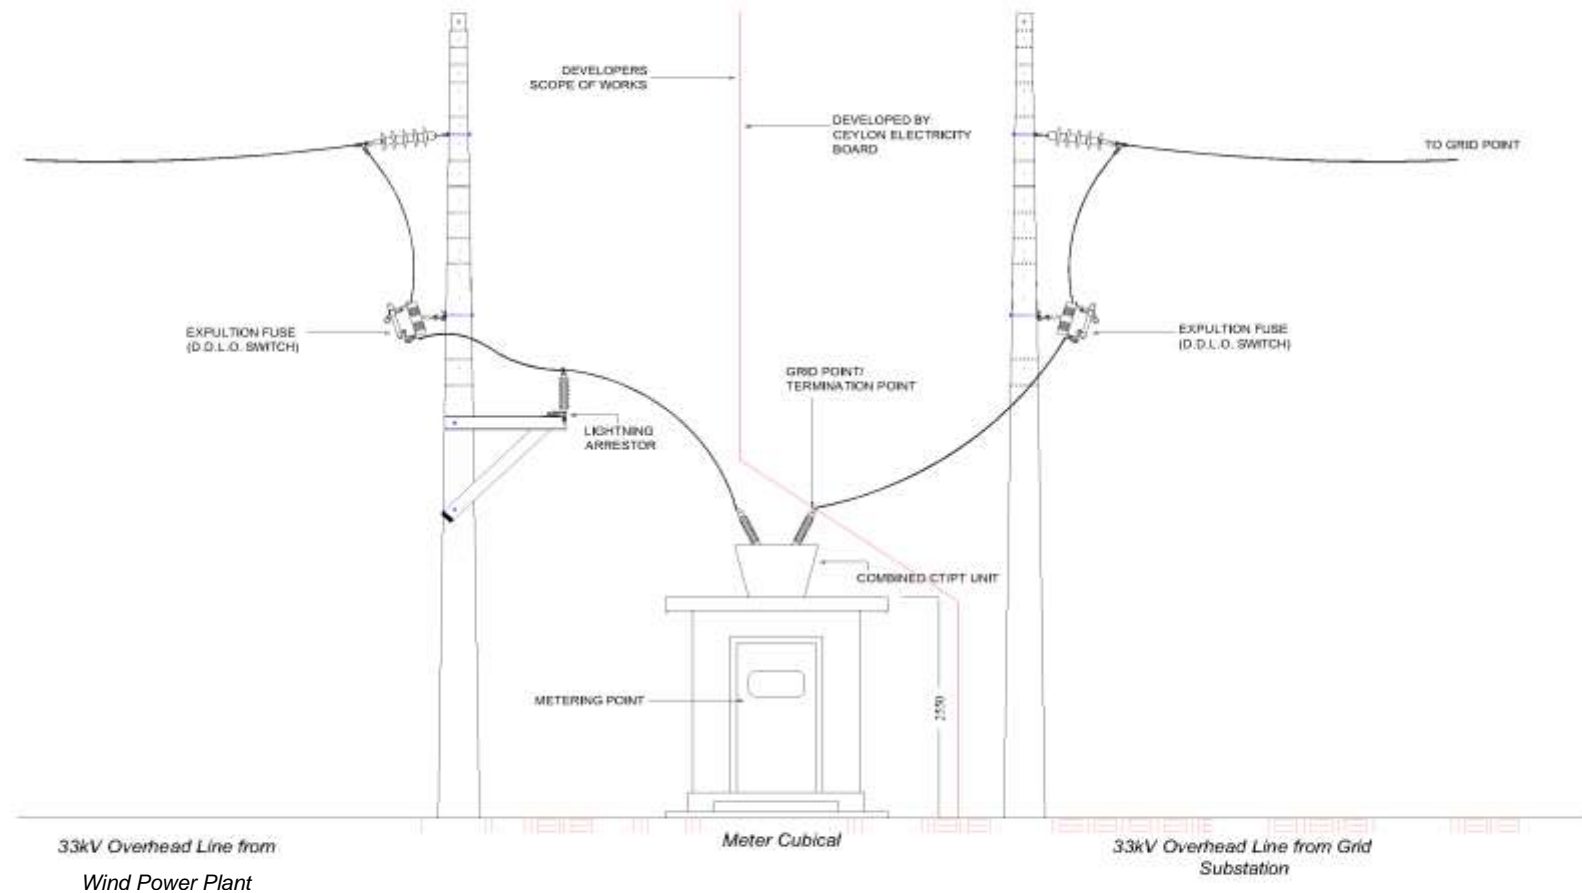 DEVELOPERS
SCOPE OF WORKS
DEVELOPED BY
CEYLON ELECTRICITY
BOARD
TO GRID POINT
EXPULTION FUSE
(D.D.L.O. SWITCH)
EXPULTION FUSE
(D.D.L.O. SWITCH)
GRID POINT/
TERMINATION POINT
LIGHTNING
ARRESTOR
COMBINED CT/PT UNIT
METERING POINT
2550
33kV Overhead Line from
Wind Power Plant
Meter Cubical
33kV Overhead Line from Grid
Substation